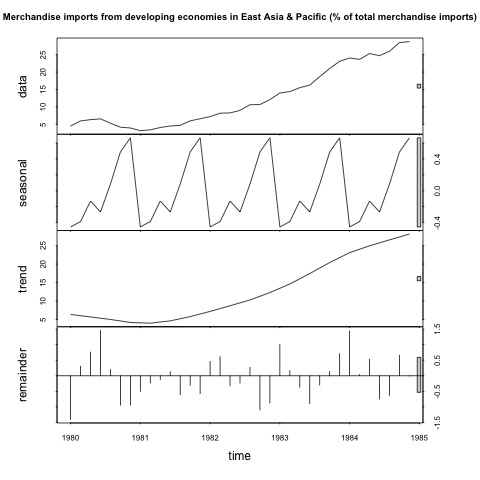 Merchandise imports from developing economies in East Asia & Pacific (% of total merchandise imports)
data
5 10 15 20 25
seasonal
-0.4 0.0 0.4
trend
5 10 15 20 25
remainder
-1.5 -0.5 0.5 1.5
1980 1981 1982 1983 1984 1985
time